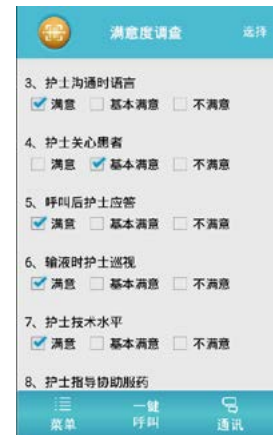 满意度调查 选择
3、护士沟通时语言
满意 基本满意 不满意
4、护士关心患者
满意 基本满意 不满意
5、呼叫后护士应答
满意 基本满意 不满意
6、输液时护士巡视
满意 基本满意 不满意
7、护士技术水平
满意 基本满意 不满意
8、护士指导协助服药
菜单 一键呼叫 通讯